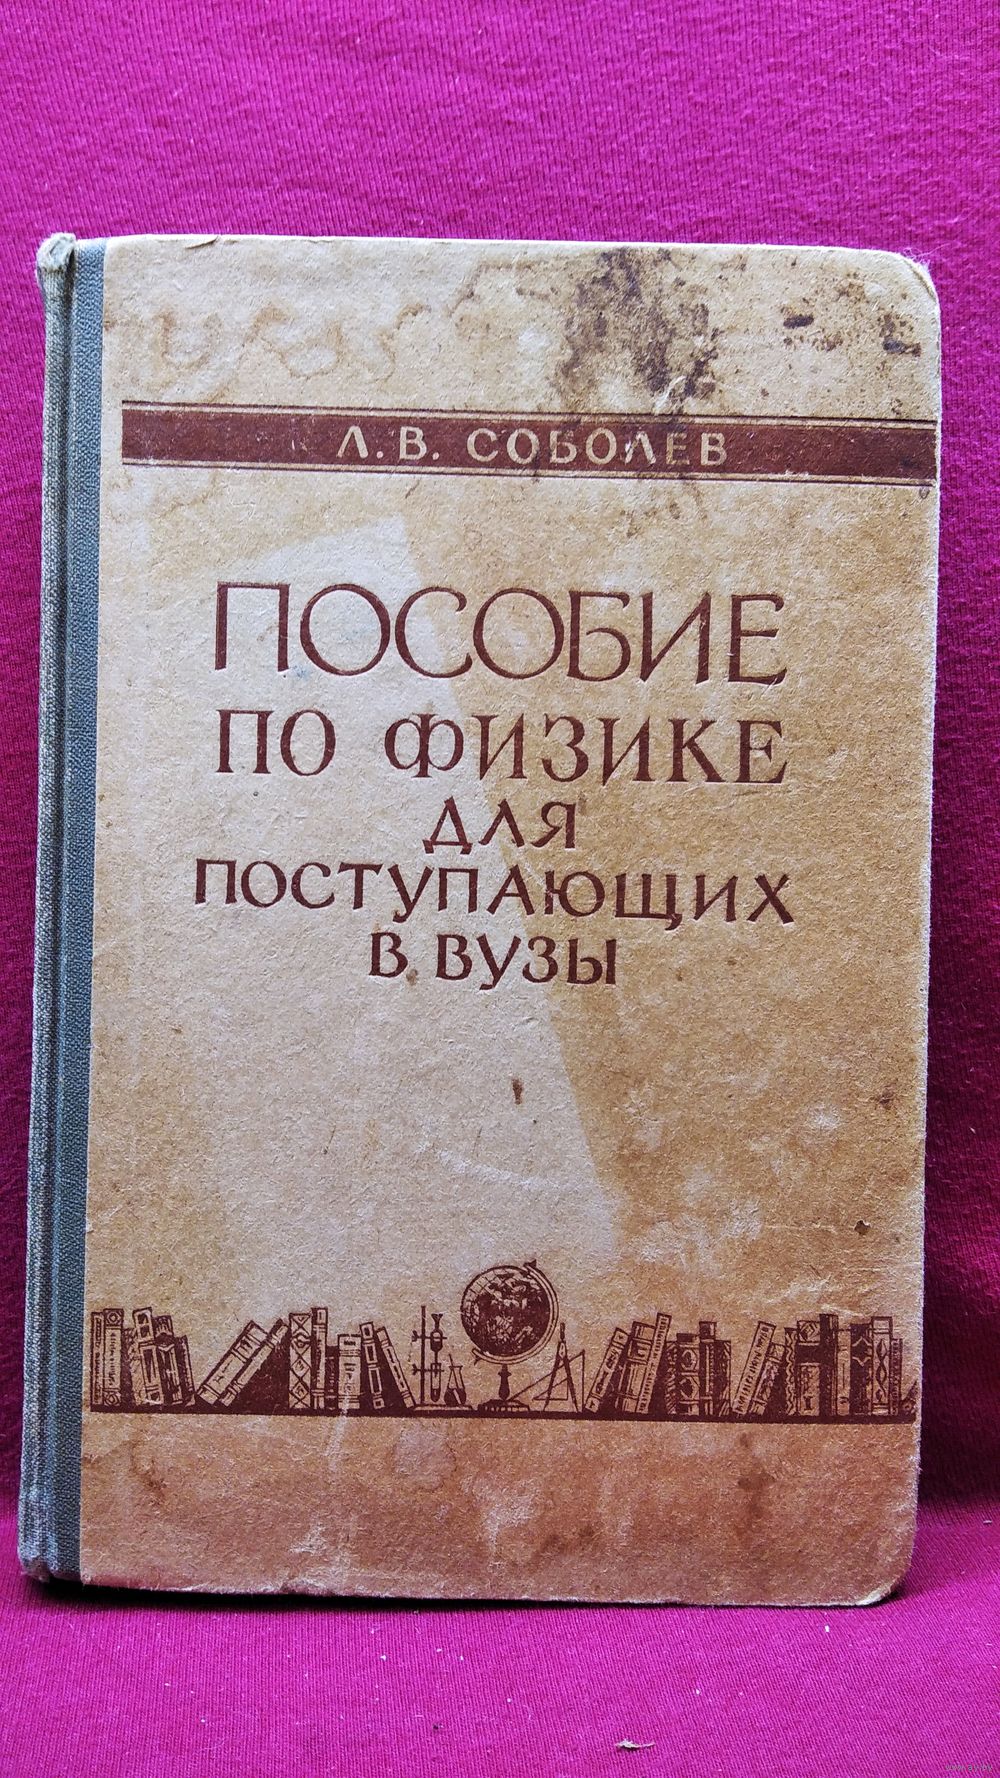 Л. В. СОБОЛЕВ
ПОСОБИЕ
ПО ФИЗИКЕ
ДЛЯ
ПОСТУПАЮЩИХ
В ВУЗЫ